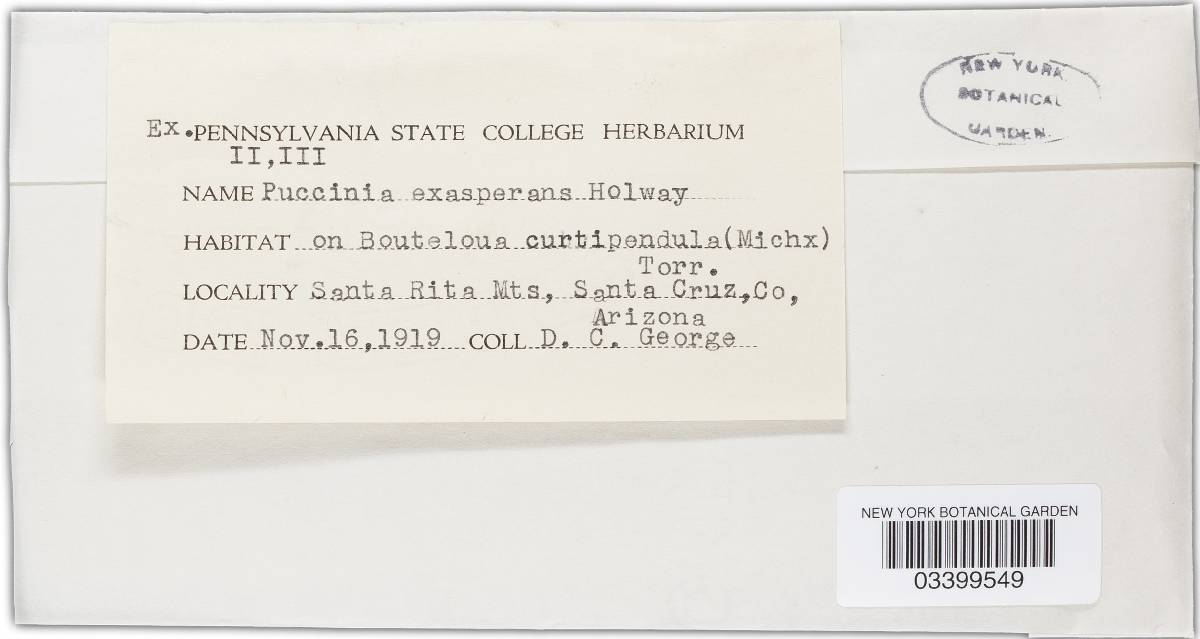 Ex. PENNSYLVANIA STATE COLLEGE HERBARIUM
II, III
NAME Puccinia exasperans Holway
HABITAT on Bouteloua curtipendula (Michx)
Torr.
LOCALITY Santa Rita Mts, Santa Cruz, Co,
Arizona
DATE Nov. 16, 1919 COLL D. C. George
NEW YORK
BOTANICAL
GARDEN.
NEW YORK BOTANICAL GARDEN
03399549